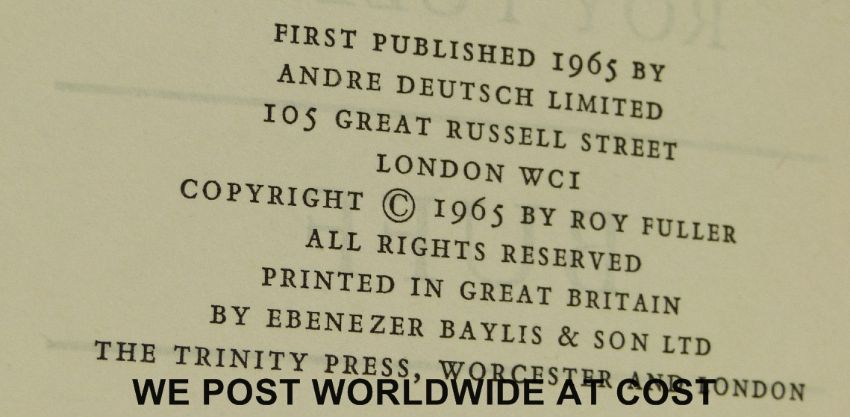 FIRST PUBLISHED 1965 BY
ANDRE DEUTSCH LIMITED
105 GREAT RUSSELL STREET
LONDON WC1
COPYRIGHT © 1965 BY ROY FULLER
ALL RIGHTS RESERVED
PRINTED IN GREAT BRITAIN
BY EBENEZER BAYLIS & SON LTD
THE TRINITY PRESS, WORCESTER AND LONDON
WE POST WORLDWIDE AT COST